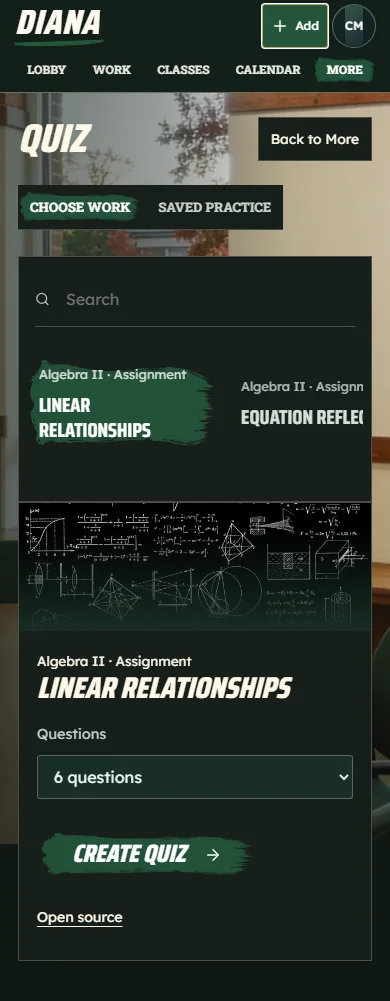 DIANA
Add
CM
LOBBY
WORK
CLASSES
CALENDAR
MORE
QUIZ
Back to More
CHOOSE WORK
SAVED PRACTICE
Search
Algebra II · Assignment
LINEAR
RELATIONSHIPS
Algebra II · Assignm
EQUATION REFLEC
Algebra II · Assignment
LINEAR RELATIONSHIPS
Questions
6 questions
CREATE QUIZ
Open source